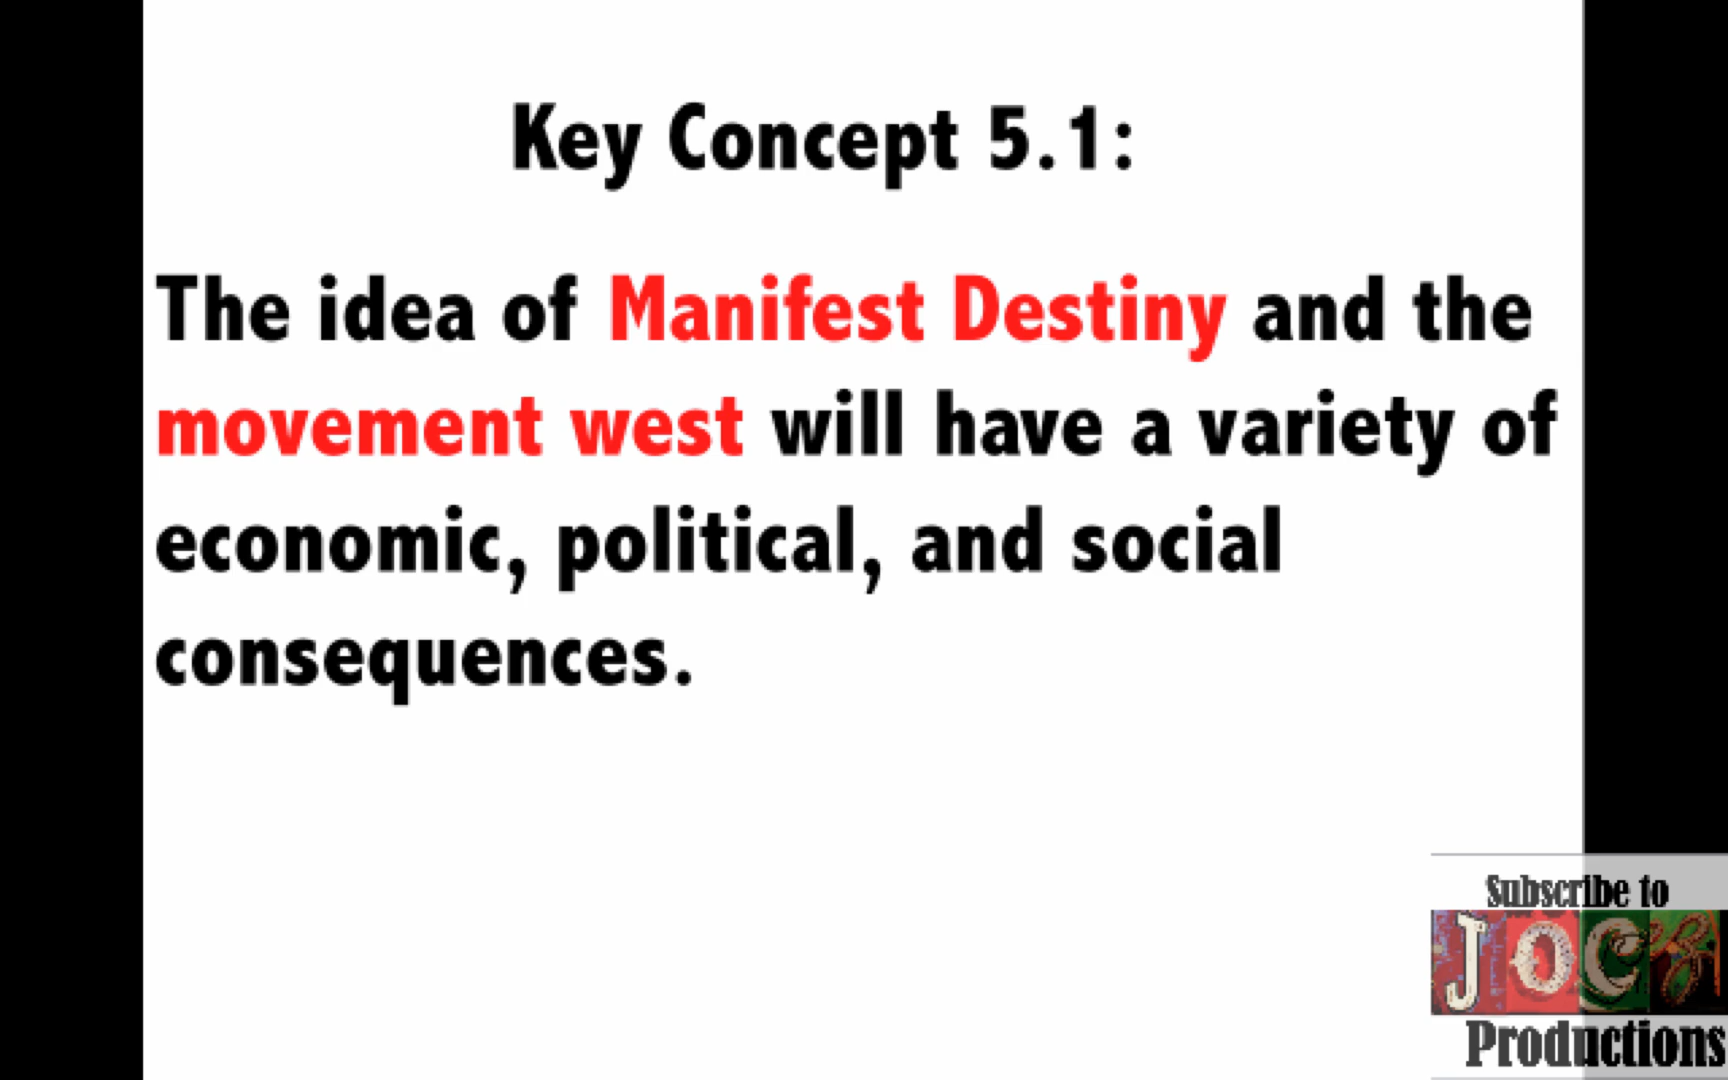 Key Concept 5.1:
The idea of Manifest Destiny and the
movement west will have a variety of
economic, political, and social
consequences.
Subscribe to
JOCZ
Productions